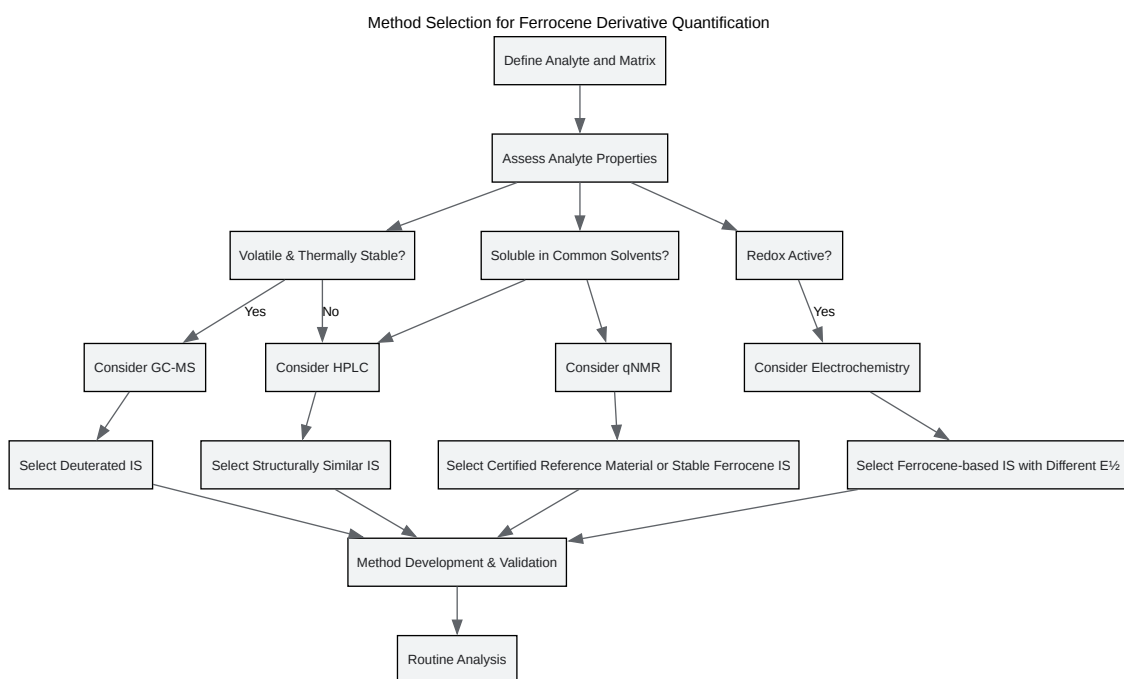 Method Selection for Ferrocene Derivative Quantification
Define Analyte and Matrix
Assess Analyte Properties
Volatile & Thermally Stable?
Soluble in Common Solvents?
Redox Active?
Yes
No
Yes
Consider GC-MS
Consider HPLC
Consider qNMR
Consider Electrochemistry
Select Deuterated IS
Select Structurally Similar IS
Select Certified Reference Material or Stable Ferrocene IS
Select Ferrocene-based IS with Different E½
Method Development & Validation
Routine Analysis